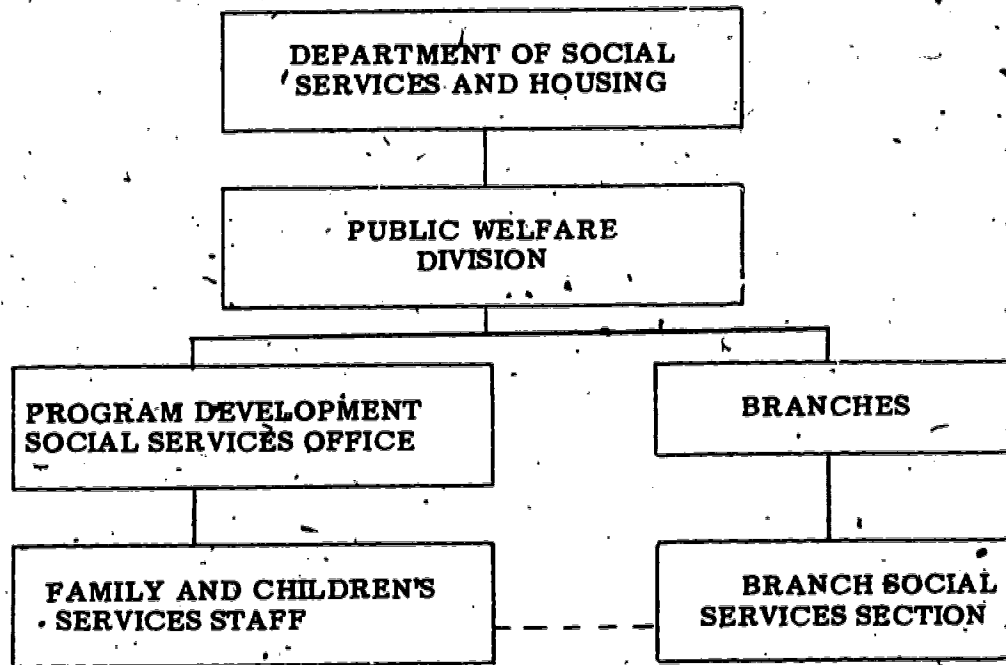 DEPARTMENT OF SOCIAL
SERVICES AND HOUSING
PUBLIC WELFARE
DIVISION
PROGRAM DEVELOPMENT
SOCIAL SERVICES OFFICE
BRANCHES
FAMILY AND CHILDREN'S
SERVICES STAFF
BRANCH SOCIAL
SERVICES SECTION